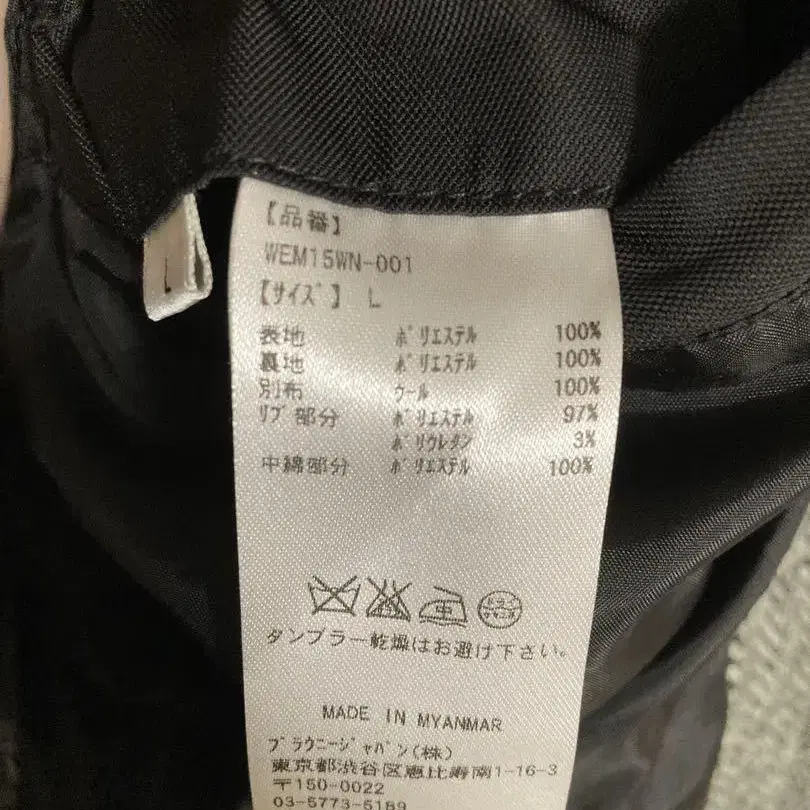 L
【品番】
WEM15WN-001
【ｻｲｽﾞ】 L
表地 ﾎﾟﾘｴｽﾃﾙ 100%
裏地 ﾎﾟﾘｴｽﾃﾙ 100%
別布 ｳｰﾙ 100%
ﾘﾌﾞ部分 ﾎﾟﾘｴｽﾃﾙ 97%
ﾎﾟﾘｳﾚﾀﾝ 3%
中綿部分 ﾎﾟﾘｴｽﾃﾙ 100%
タンブラー乾燥はお避け下さい。
MADE IN MYANMAR
ﾌﾞﾗｳﾆｰｼﾞｬﾊﾟﾝ(株)
東京都渋谷区恵比寿南1-16-3
〒150-0022
03-5773-5189